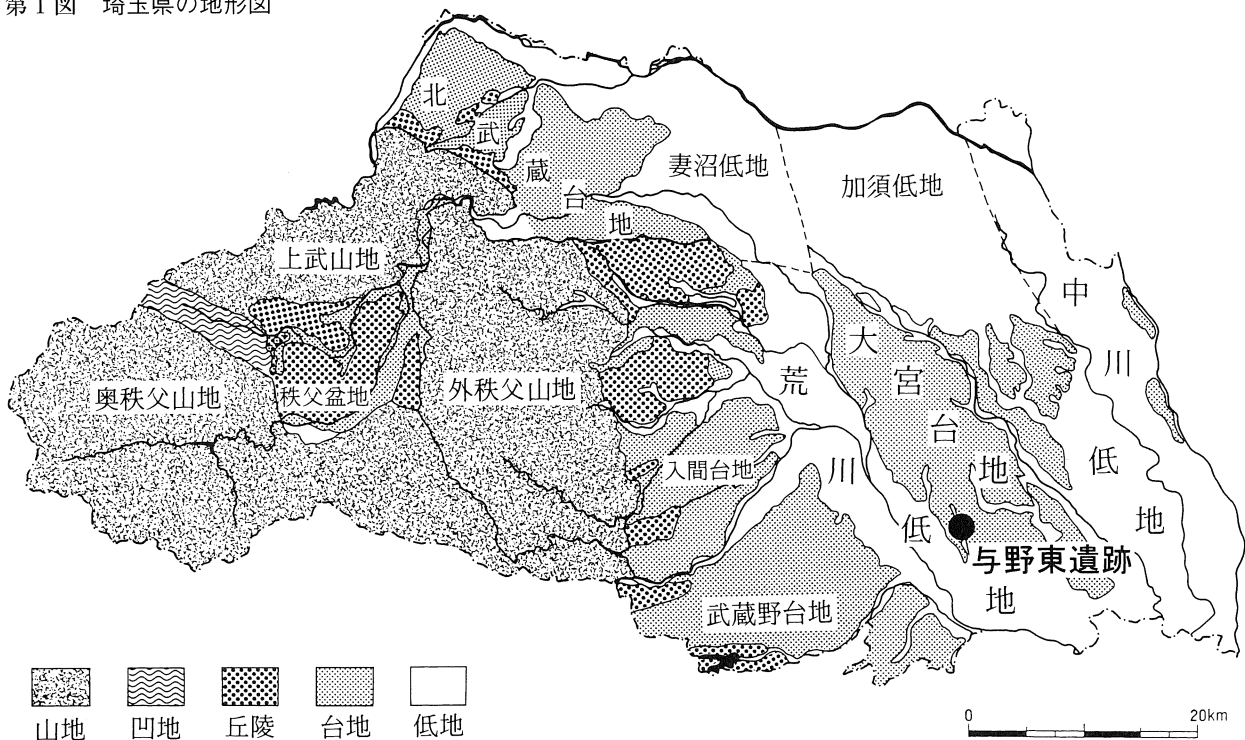 第1図 埼玉県の地形図
北武蔵台地
妻沼低地
加須低地
上武山地
中川低地
大宮台地
奥秩父山地
秩父盆地
外秩父山地
荒川低地
入間台地
与野東遺跡
武蔵野台地
山地
凹地
丘陵
台地
低地
0 20km